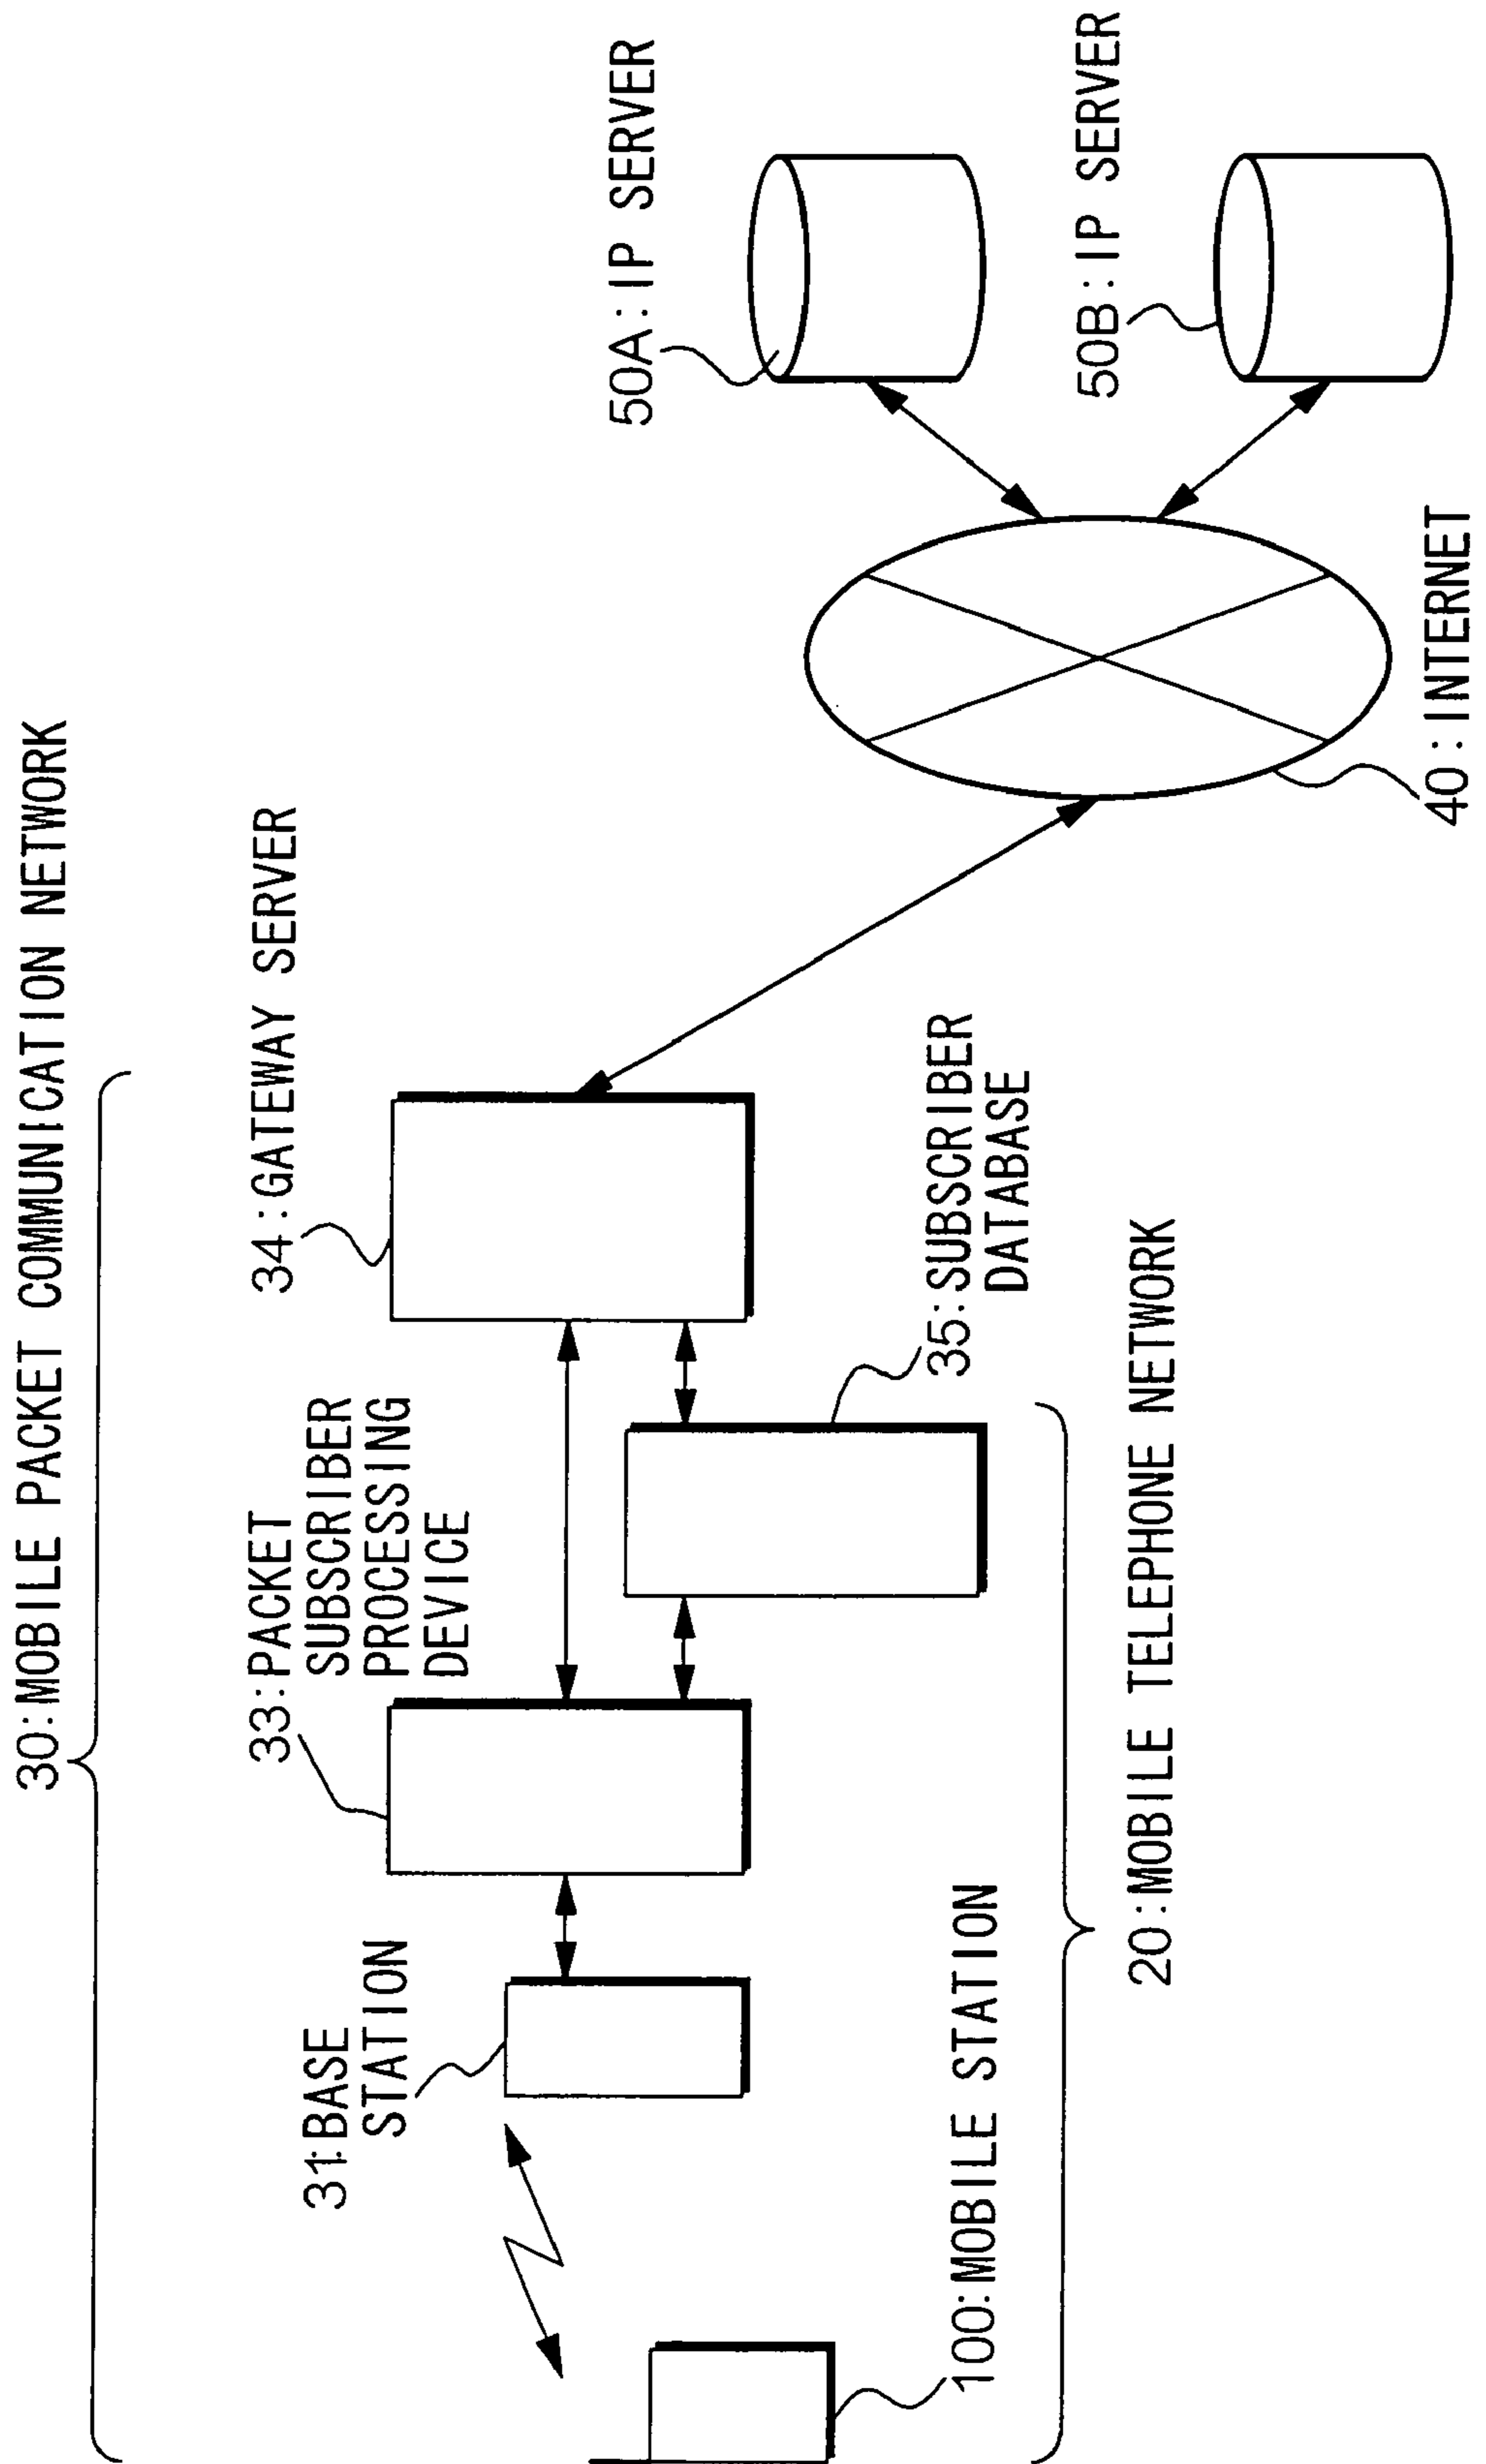 30:MOBILE PACKET COMMUNICATION NETWORK
34:GATEWAY SERVER
33:PACKET
SUBSCRIBER
PROCESSING
DEVICE
31:BASE
STATION
50A:IP SERVER
35:SUBSCRIBER
DATABASE
100:MOBILE STATION
50B:IP SERVER
20:MOBILE TELEPHONE NETWORK
40:INTERNET